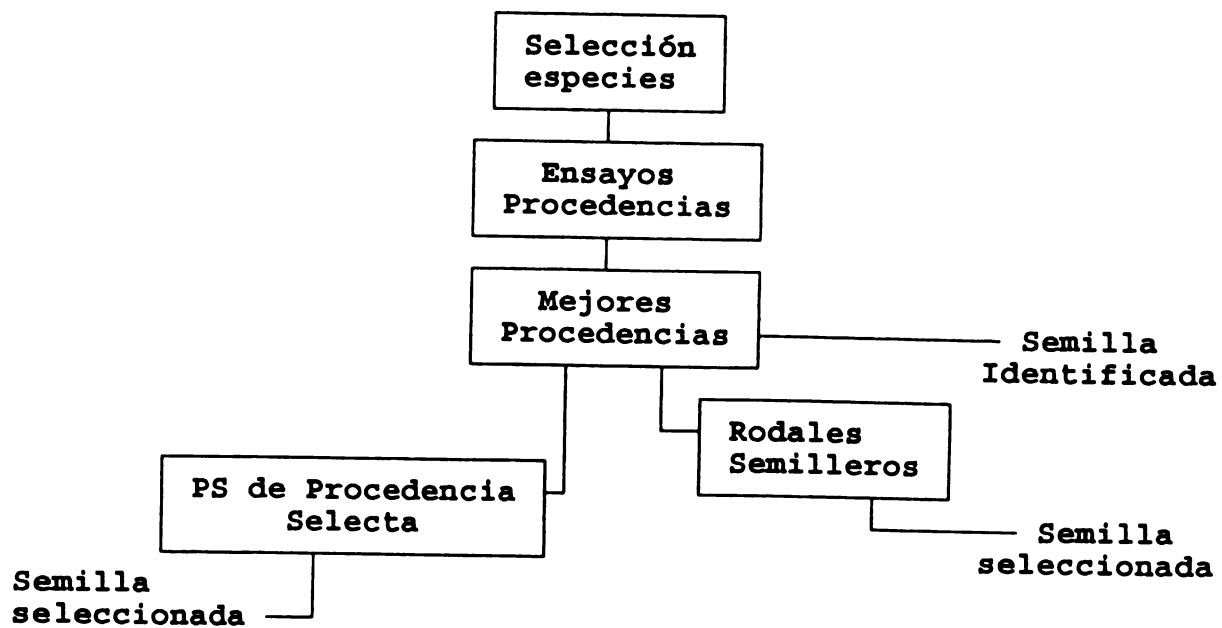 Selección
especies
Ensayos
Procedencias
Mejores
Procedencias
Semilla
Identificada
Rodales
Semilleros
PS de Procedencia
Selecta
Semilla
seleccionada
Semilla
seleccionada